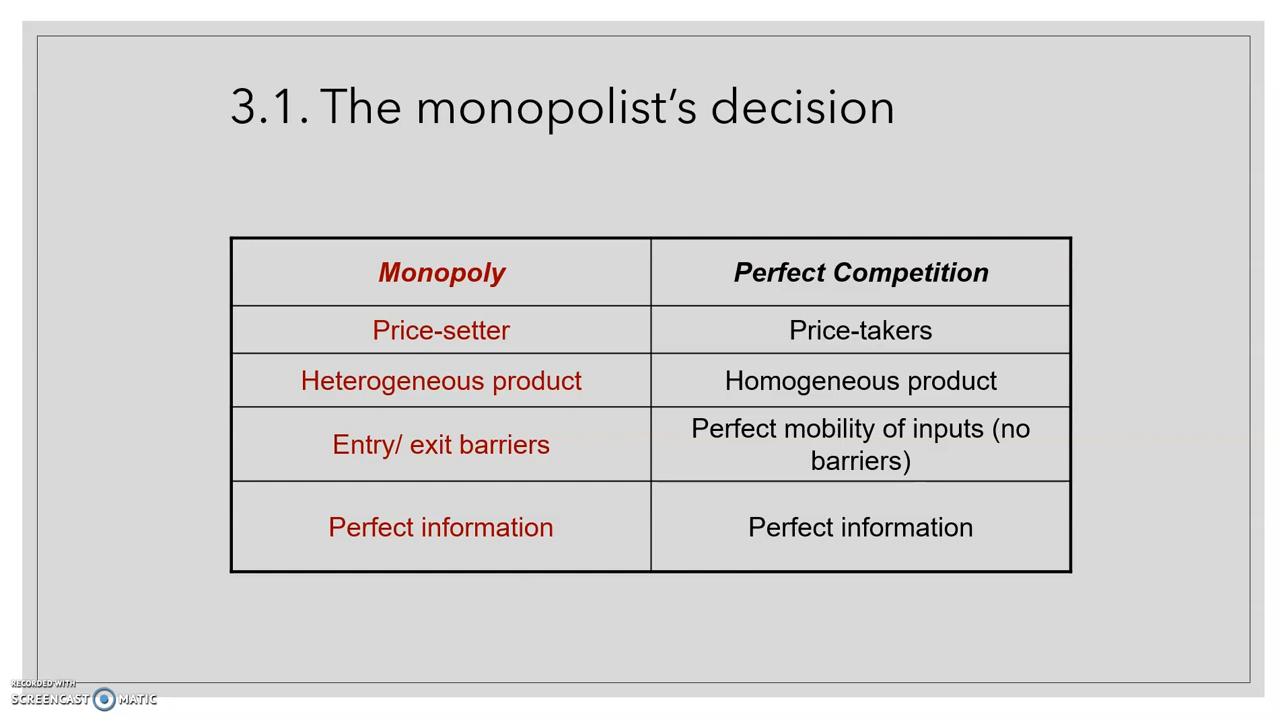 3.1. The monopolist’s decision
Monopoly
Perfect Competition
Price-setter
Price-takers
Heterogeneous product
Homogeneous product
Entry/ exit barriers
Perfect mobility of inputs (no
barriers)
Perfect information
Perfect information
RECORDED WITH
SCREENCAST MATIC